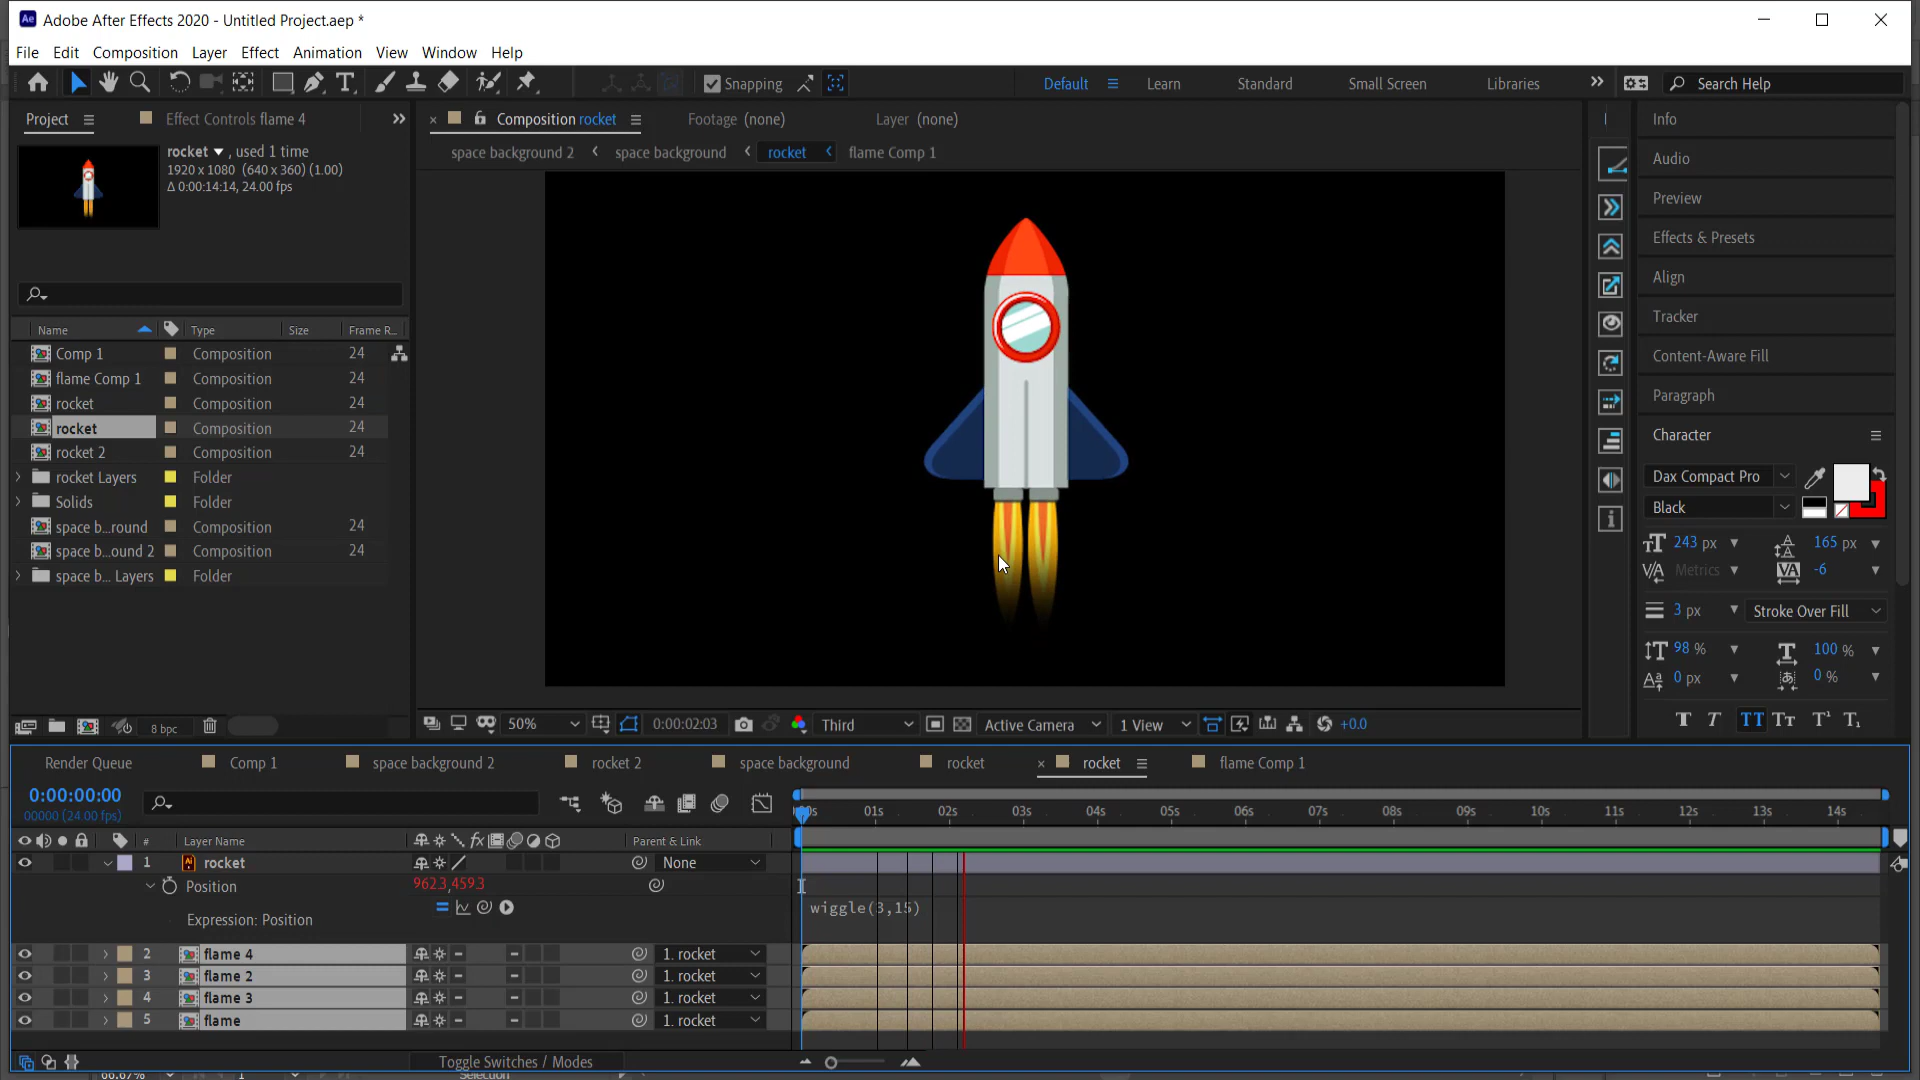 Ae Adobe After Effects 2020 - Untitled Project.aep *
File Edit Composition Layer Effect Animation View Window Help
Snapping Default Learn Standard Small Screen Libraries Search Help
Project Effect Controls flame 4
Composition rocket Footage (none) Layer (none)
space background 2 space background rocket flame Comp 1
rocket , used 1 time
1920 x 1080 (640 x 360) (1.00)
Δ 0:00:14:14, 24.00 fps
Name Type Size Frame R...
Comp 1 Composition 24
flame Comp 1 Composition 24
rocket Composition 24
rocket Composition 24
rocket 2 Composition 24
rocket Layers Folder
Solids Folder
space b...round Composition 24
space b...ound 2 Composition 24
space b... Layers Folder
8 bpc
50% 0:00:02:03 Third Active Camera 1 View +0.0
Info
Audio
Preview
Effects & Presets
Align
Tracker
Content-Aware Fill
Paragraph
Character
Dax Compact Pro
Black
243 px 165 px
Metrics -6
3 px Stroke Over Fill
98 % 100 %
0 px 0 %
Render Queue Comp 1 space background 2 rocket 2 space background rocket rocket flame Comp 1
0:00:00:00
00000 (24.00 fps)
01s 02s 03s 04s 05s 06s 07s 08s 09s 10s 11s 12s 13s 14s
# Layer Name Parent & Link
1 Ai rocket None
Position 962.3,459.3
Expression: Position wiggle(3,15)
2 flame 4 1. rocket
3 flame 2 1. rocket
4 flame 3 1. rocket
5 flame 1. rocket
Toggle Switches / Modes
66.67% 1 Selection